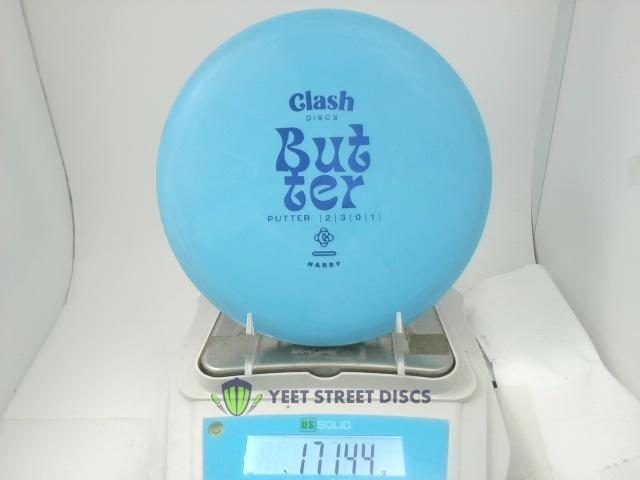 Clash
DISCS
But
ter
PUTTER |2|3|0|1|
HARDY
YEET STREET DISCS
US SOLID
171.44 g